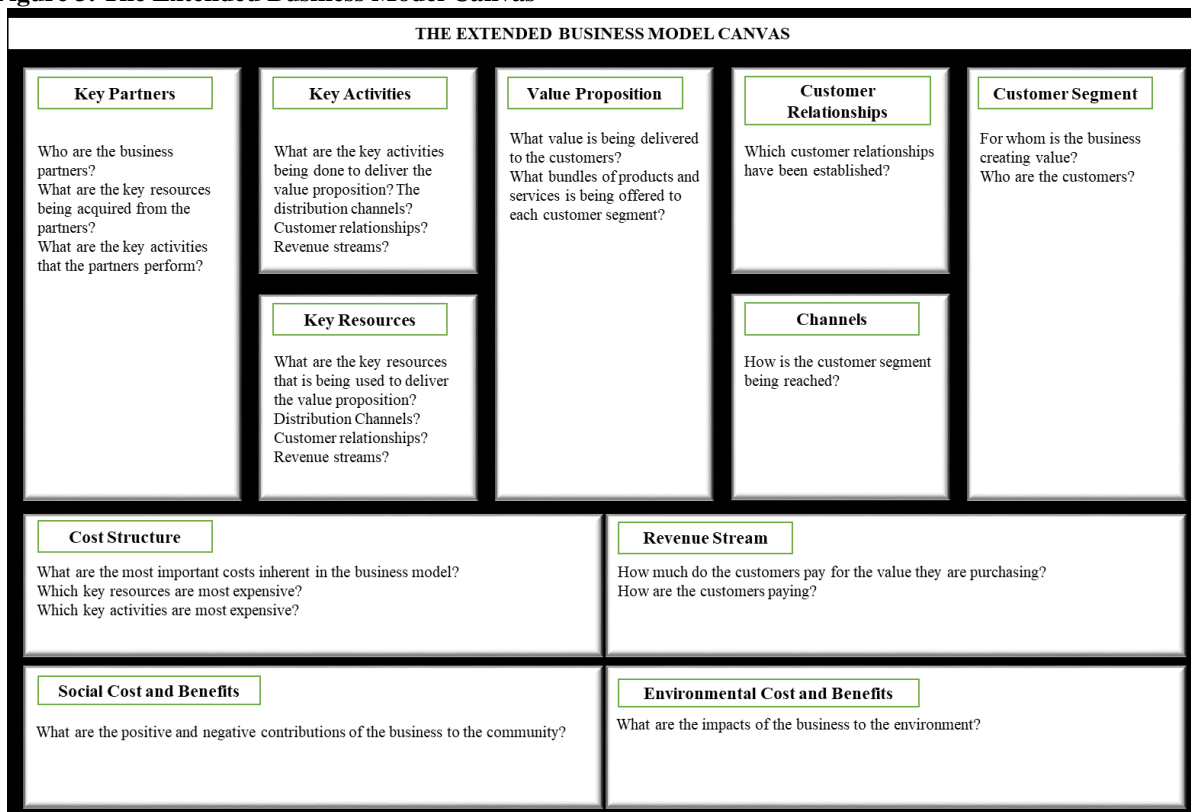 THE EXTENDED BUSINESS MODEL CANVAS
Key Partners
Who are the business
partners?
What are the key resources
being acquired from the
partners?
What are the key activities
that the partners perform?
Key Activities
What are the key activities
being done to deliver the
value proposition? The
distribution channels?
Customer relationships?
Revenue streams?
Key Resources
What are the key resources
that is being used to deliver
the value proposition?
Distribution Channels?
Customer relationships?
Revenue streams?
Value Proposition
What value is being delivered
to the customers?
What bundles of products and
services is being offered to
each customer segment?
Customer
Relationships
Which customer relationships
have been established?
Channels
How is the customer segment
being reached?
Customer Segment
For whom is the business
creating value?
Who are the customers?
Cost Structure
What are the most important costs inherent in the business model?
Which key resources are most expensive?
Which key activities are most expensive?
Revenue Stream
How much do the customers pay for the value they are purchasing?
How are the customers paying?
Social Cost and Benefits
What are the positive and negative contributions of the business to the community?
Environmental Cost and Benefits
What are the impacts of the business to the environment?